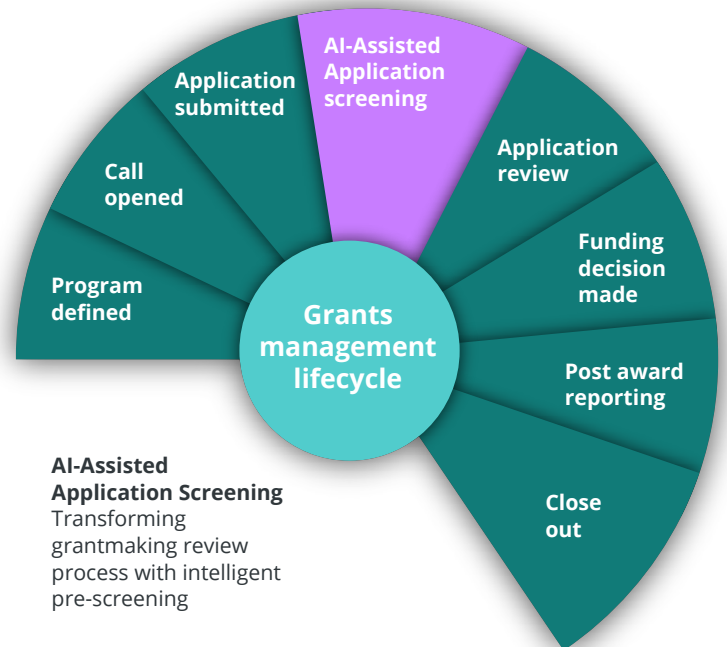 Program
defined
Call
opened
Application
submitted
AI-Assisted
Application
screening
Application
review
Funding
decision
made
Post award
reporting
Close
out
Grants
management
lifecycle
AI-Assisted
Application Screening
Transforming
grantmaking review
process with intelligent
pre-screening